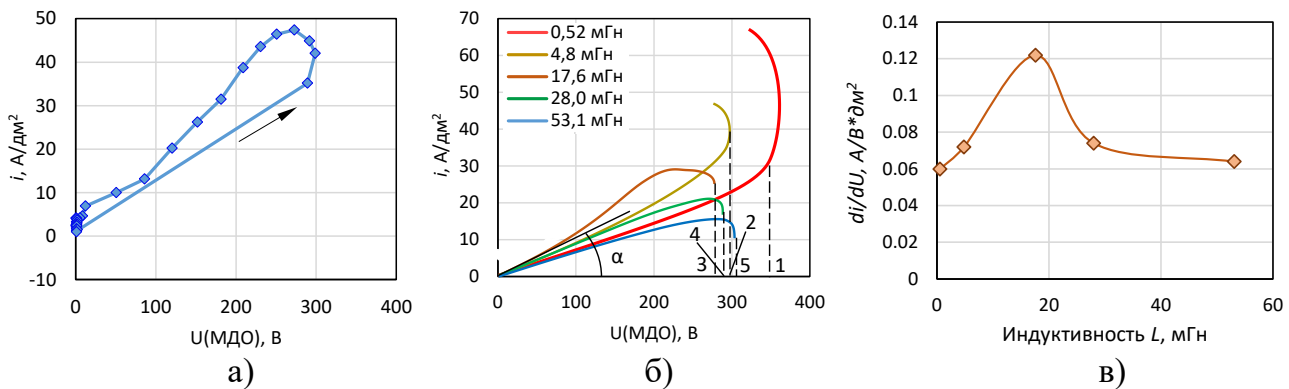 i, А/дм²
50
40
30
20
10
0
-10
0
100
200
300
400
U(МДО), В
а)
i, А/дм²
70
60
50
40
30
20
10
0
0,52 мГн
4,8 мГн
17,6 мГн
28,0 мГн
53,1 мГн
α
4
2
3
5
1
0
100
200
300
400
U(МДО), В
б)
di/dU, А/В*дм²
0.14
0.12
0.10
0.08
0.06
0.04
0.02
0
0
20
40
60
Индуктивность L, мГн
в)